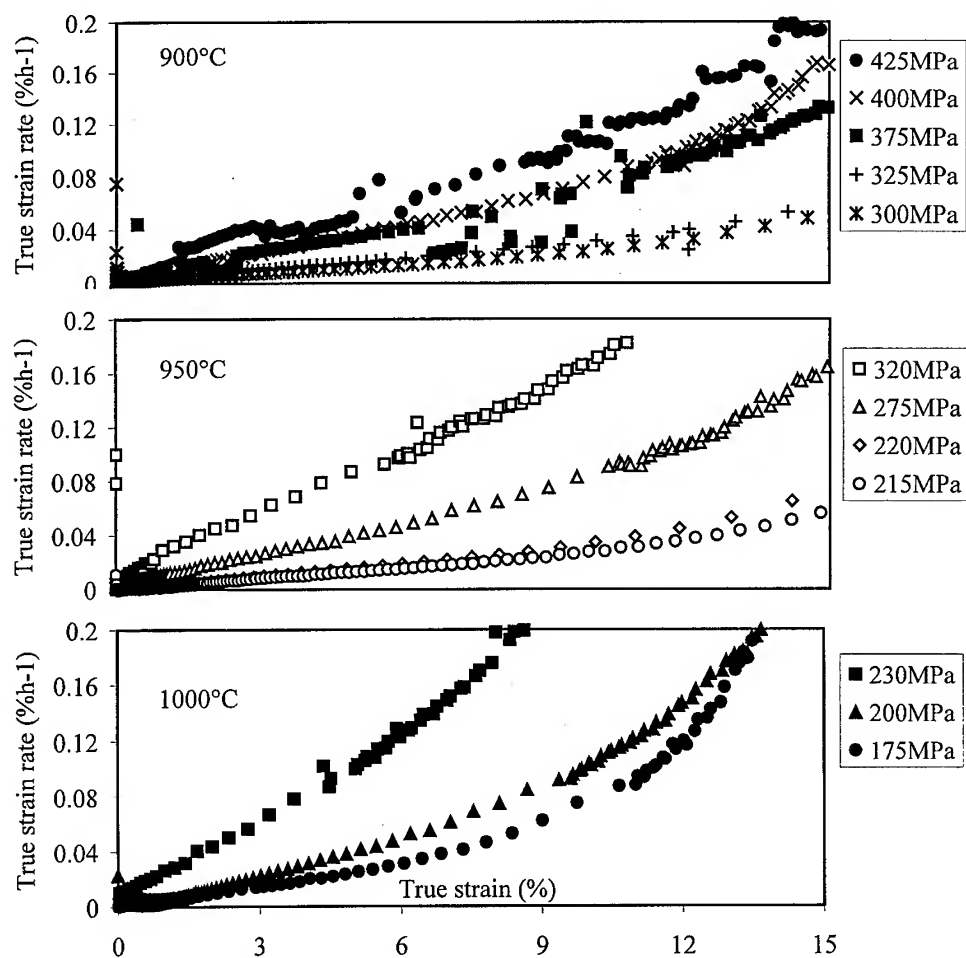 True strain rate (%h-1)
0.2
0.16
0.12
0.08
0.04
0
900°C
425MPa
400MPa
375MPa
325MPa
300MPa
True strain rate (%h-1)
0.2
0.16
0.12
0.08
0.04
0
950°C
320MPa
275MPa
220MPa
215MPa
True strain rate (%h-1)
0.2
0.16
0.12
0.08
0.04
0
1000°C
230MPa
200MPa
175MPa
True strain (%)
0 3 6 9 12 15